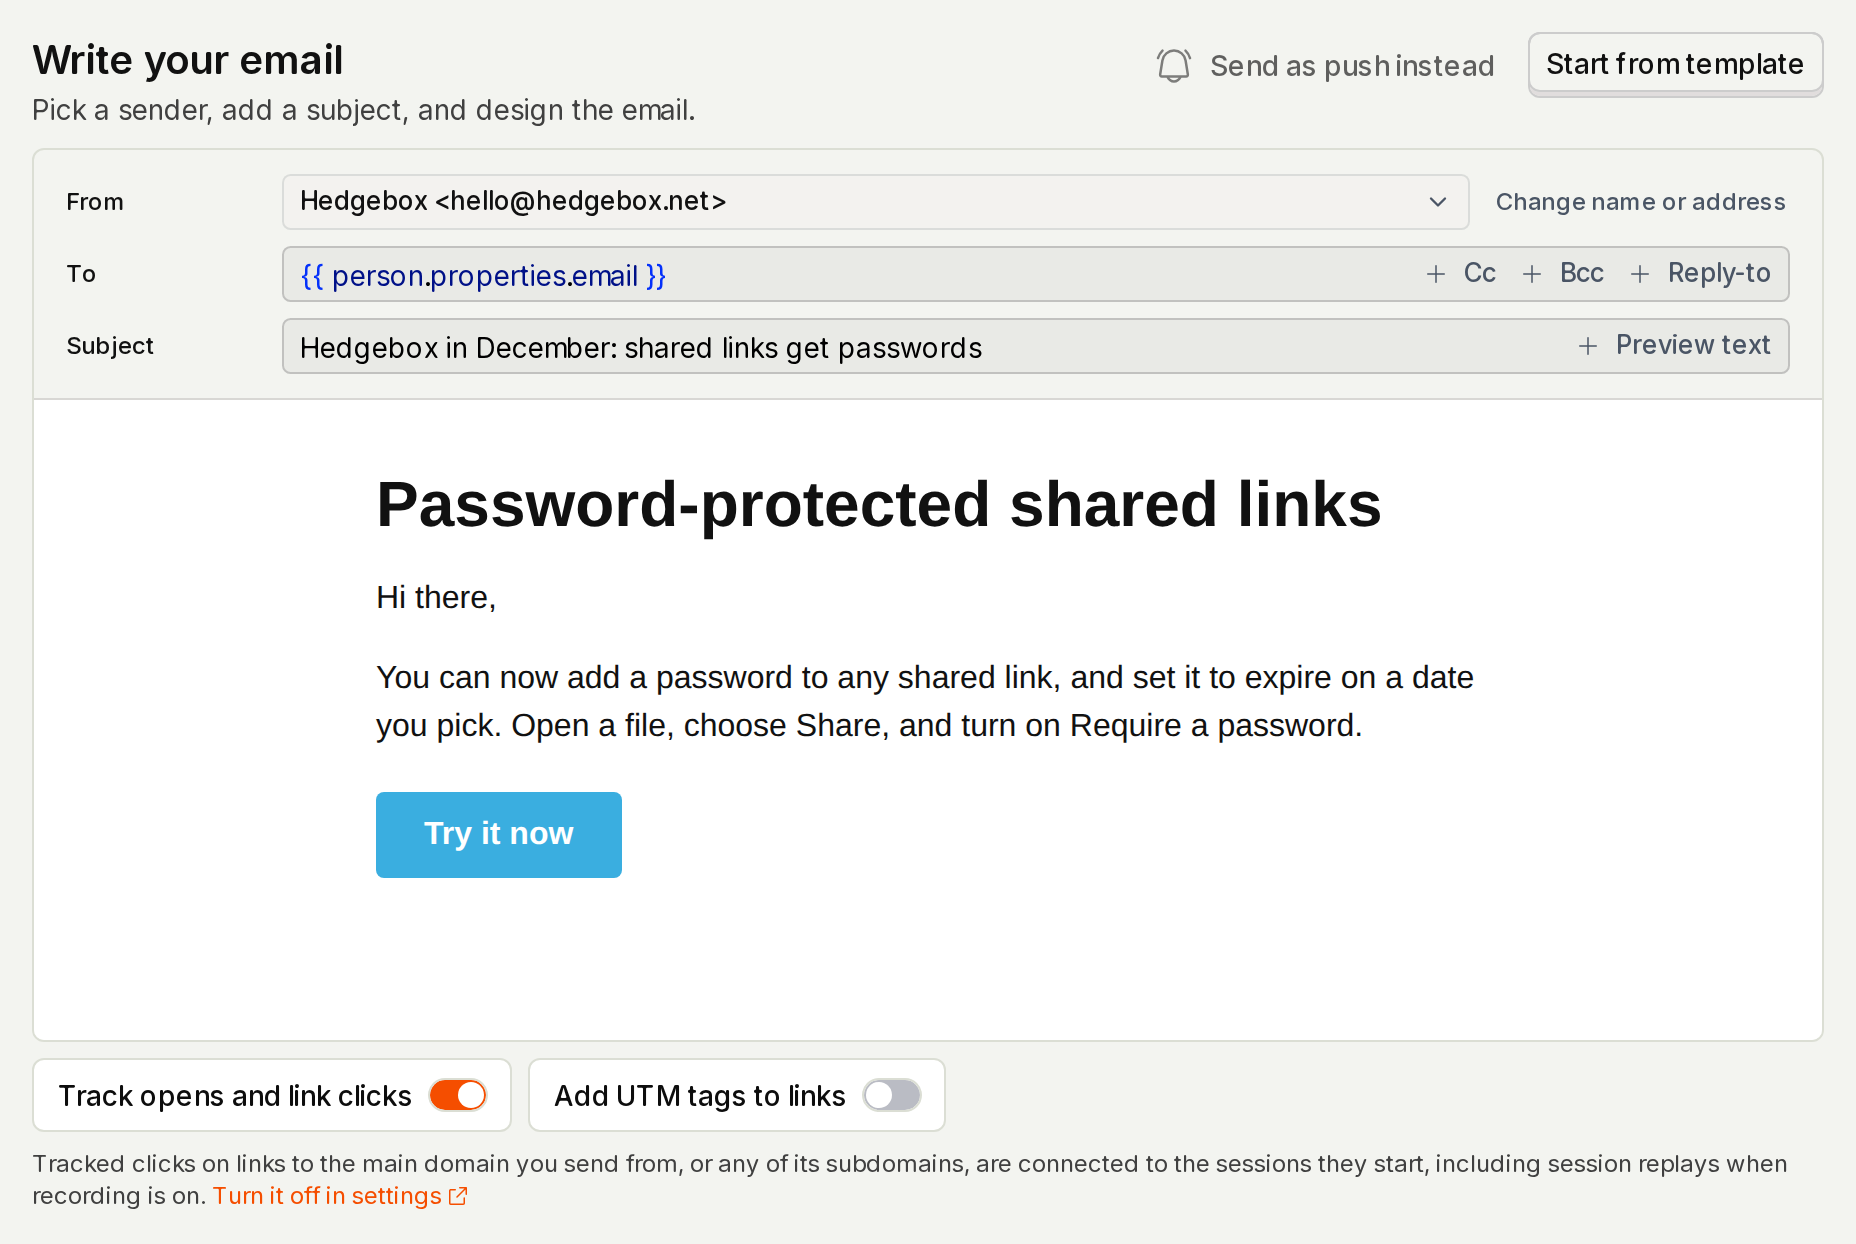 Write your email
Send as push instead
Start from template
Pick a sender, add a subject, and design the email.
From
Hedgebox <hello@hedgebox.net>
Change name or address
To
{{ person.properties.email }}
+ Cc
+ Bcc
+ Reply-to
Subject
Hedgebox in December: shared links get passwords
+ Preview text
Password-protected shared links
Hi there,
You can now add a password to any shared link, and set it to expire on a date
you pick. Open a file, choose Share, and turn on Require a password.
Try it now
Track opens and link clicks
Add UTM tags to links
Tracked clicks on links to the main domain you send from, or any of its subdomains, are connected to the sessions they start, including session replays when
recording is on. Turn it off in settings